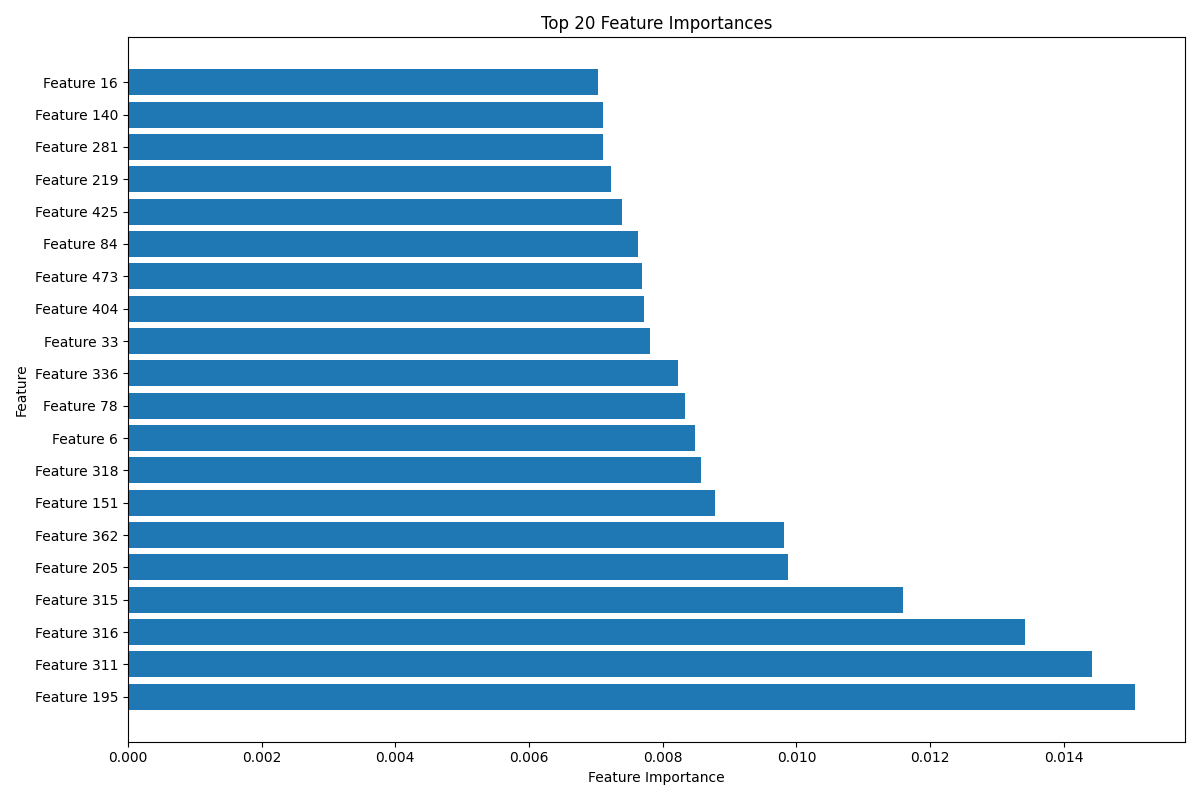 Top 20 Feature Importances
Feature
Feature 16
Feature 140
Feature 281
Feature 219
Feature 425
Feature 84
Feature 473
Feature 404
Feature 33
Feature 336
Feature 78
Feature 6
Feature 318
Feature 151
Feature 362
Feature 205
Feature 315
Feature 316
Feature 311
Feature 195
0.000 0.002 0.004 0.006 0.008 0.010 0.012 0.014
Feature Importance